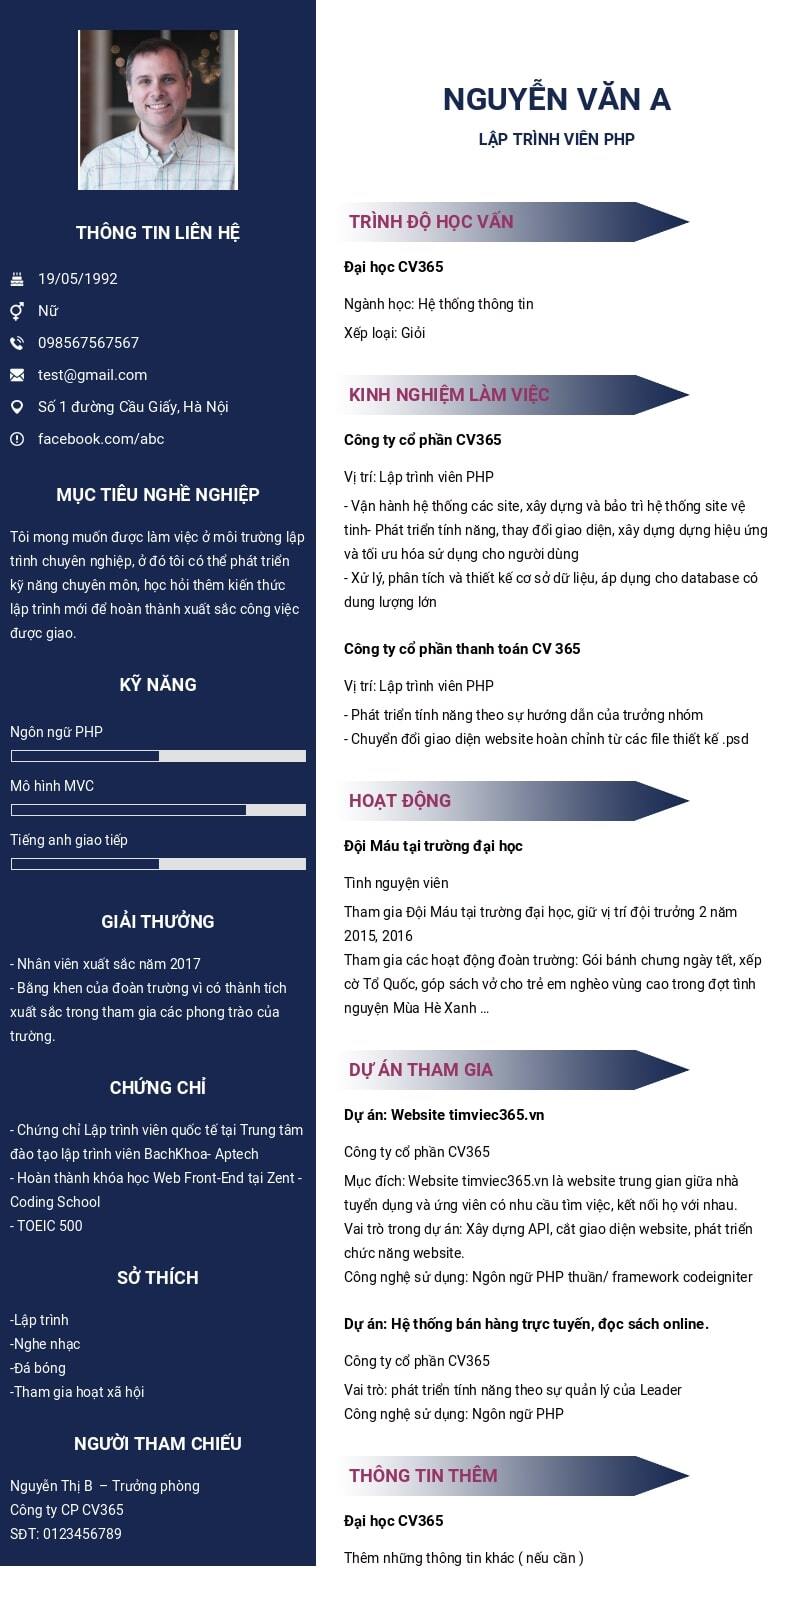 THÔNG TIN LIÊN HỆ
19/05/1992
Nữ
098567567567
test@gmail.com
Số 1 đường Cầu Giấy, Hà Nội
facebook.com/abc
MỤC TIÊU NGHỀ NGHIỆP
Tôi mong muốn được làm việc ở môi trường lập
trình chuyên nghiệp, ở đó tôi có thể phát triển
kỹ năng chuyên môn, học hỏi thêm kiến thức
lập trình mới để hoàn thành xuất sắc công việc
được giao.
KỸ NĂNG
Ngôn ngữ PHP
Mô hình MVC
Tiếng anh giao tiếp
GIẢI THƯỞNG
- Nhân viên xuất sắc năm 2017
- Bằng khen của đoàn trường vì có thành tích
xuất sắc trong tham gia các phong trào của
trường.
CHỨNG CHỈ
- Chứng chỉ Lập trình viên quốc tế tại Trung tâm
đào tạo lập trình viên BachKhoa- Aptech
- Hoàn thành khóa học Web Front-End tại Zent -
Coding School
- TOEIC 500
SỞ THÍCH
-Lập trình
-Nghe nhạc
-Đá bóng
-Tham gia hoạt xã hội
NGƯỜI THAM CHIẾU
Nguyễn Thị B – Trưởng phòng
Công ty CP CV365
SĐT: 0123456789
NGUYỄN VĂN A
LẬP TRÌNH VIÊN PHP
TRÌNH ĐỘ HỌC VẤN
Đại học CV365
Ngành học: Hệ thống thông tin
Xếp loại: Giỏi
KINH NGHIỆM LÀM VIỆC
Công ty cổ phần CV365
Vị trí: Lập trình viên PHP
- Vận hành hệ thống các site, xây dựng và bảo trì hệ thống site vệ
tinh- Phát triển tính năng, thay đổi giao diện, xây dựng dựng hiệu ứng
và tối ưu hóa sử dụng cho người dùng
- Xử lý, phân tích và thiết kế cơ sở dữ liệu, áp dụng cho database có
dung lượng lớn
Công ty cổ phần thanh toán CV 365
Vị trí: Lập trình viên PHP
- Phát triển tính năng theo sự hướng dẫn của trưởng nhóm
- Chuyển đổi giao diện website hoàn chỉnh từ các file thiết kế .psd
HOẠT ĐỘNG
Đội Máu tại trường đại học
Tình nguyện viên
Tham gia Đội Máu tại trường đại học, giữ vị trí đội trưởng 2 năm
2015, 2016
Tham gia các hoạt động đoàn trường: Gói bánh chưng ngày tết, xếp
cờ Tổ Quốc, góp sách vở cho trẻ em nghèo vùng cao trong đợt tình
nguyện Mùa Hè Xanh ...
DỰ ÁN THAM GIA
Dự án: Website timviec365.vn
Công ty cổ phần CV365
Mục đích: Website timviec365.vn là website trung gian giữa nhà
tuyển dụng và ứng viên có nhu cầu tìm việc, kết nối họ với nhau.
Vai trò trong dự án: Xây dựng API, cắt giao diện website, phát triển
chức năng website.
Công nghệ sử dụng: Ngôn ngữ PHP thuần/ framework codeigniter
Dự án: Hệ thống bán hàng trực tuyến, đọc sách online.
Công ty cổ phần CV365
Vai trò: phát triển tính năng theo sự quản lý của Leader
Công nghệ sử dụng: Ngôn ngữ PHP
THÔNG TIN THÊM
Đại học CV365
Thêm những thông tin khác ( nếu cần )